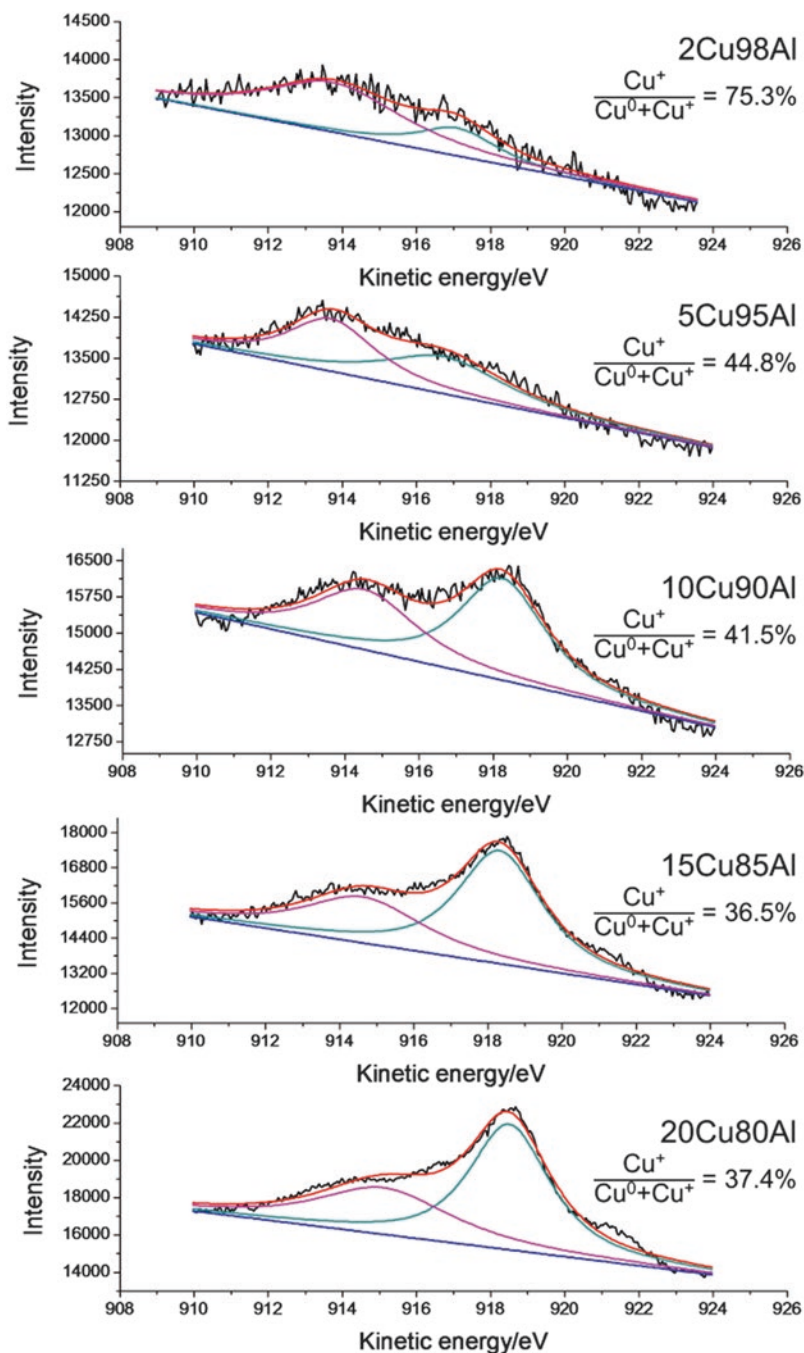 14500
14000
13500
13000
12500
12000
Intensity
908 910 912 914 916 918 920 922 924 926
Kinetic energy/eV
2Cu98Al
Cu⁺
Cu⁰+Cu⁺ = 75.3%
15000
14250
13500
12750
12000
11250
Intensity
908 910 912 914 916 918 920 922 924 926
Kinetic energy/eV
5Cu95Al
Cu⁺
Cu⁰+Cu⁺ = 44.8%
16500
15750
15000
14250
13500
12750
Intensity
908 910 912 914 916 918 920 922 924 926
Kinetic energy/eV
10Cu90Al
Cu⁺
Cu⁰+Cu⁺ = 41.5%
18000
16800
15600
14400
13200
12000
Intensity
908 910 912 914 916 918 920 922 924 926
Kinetic energy/eV
15Cu85Al
Cu⁺
Cu⁰+Cu⁺ = 36.5%
24000
22000
20000
18000
16000
14000
Intensity
908 910 912 914 916 918 920 922 924 926
Kinetic energy/eV
20Cu80Al
Cu⁺
Cu⁰+Cu⁺ = 37.4%